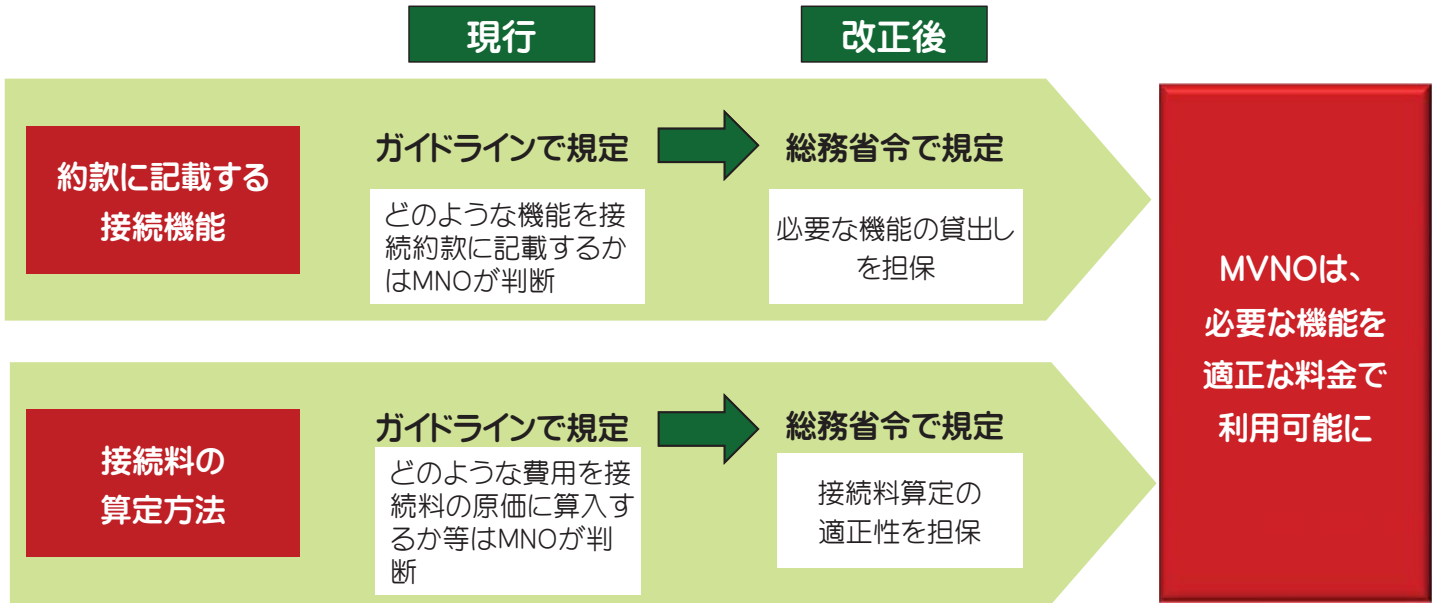 現行
改正後
約款に記載する
接続機能
ガイドラインで規定
総務省令で規定
どのような機能を接
続約款に記載するか
はMNOが判断
必要な機能の貸出し
を担保
接続料の
算定方法
ガイドラインで規定
総務省令で規定
どのような費用を接
続料の原価に算入す
るか等はMNOが判
断
接続料算定の
適正性を担保
MVNOは、
必要な機能を
適正な料金で
利用可能に